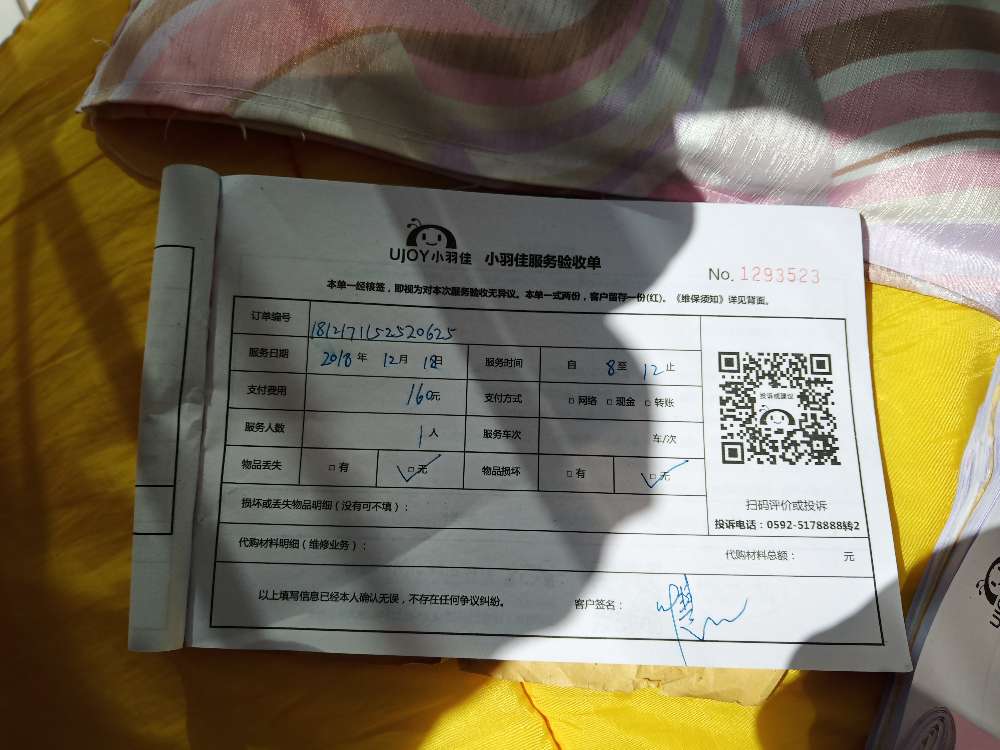 UJOY小羽佳 小羽佳服务验收单
No. 1293523
本单一经核签，即视为对本次服务验收无异议。本单一式两份，客户留存一份(红)。《维保须知》详见背面。
订单编号 1812171152520625
服务日期 2018 年 12 月 18日 服务时间 自 8 至 12 止
支付费用 160元 支付方式 □ 网络 □ 现金 □ 转账
服务人数 1 人 服务车次 车/次
物品丢失 □ 有 □ 无 物品损坏 □ 有 □ 无
投诉或建议
扫码评价或投诉
投诉电话：0592-5178888转2
损坏或丢失物品明细（没有可不填）：
代购材料明细（维修业务）： 代购材料总额： 元
以上填写信息已经本人确认无误，不存在任何争议纠纷。 客户签名：